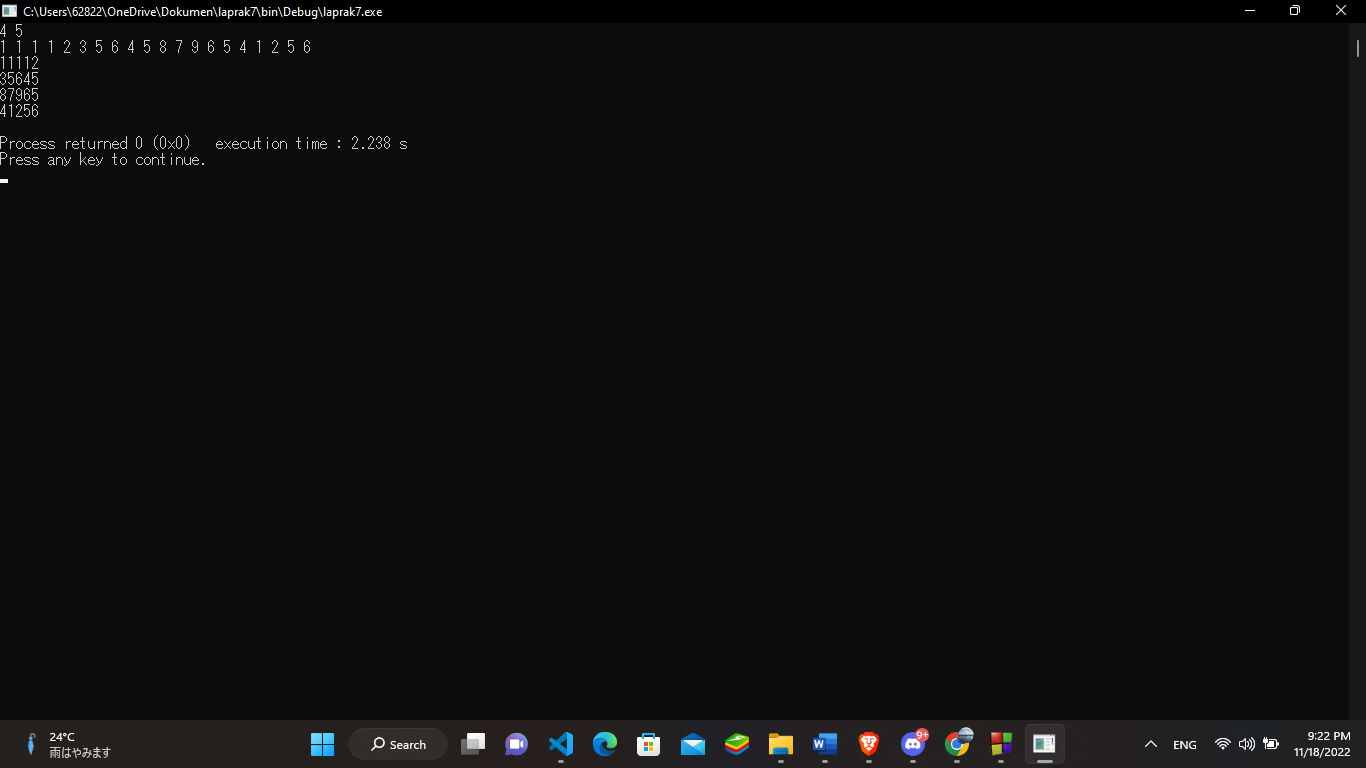 C:\Users\62822\OneDrive\Dokumen\laprak7\bin\Debug\laprak7.exe
4 5
1 1 1 1 2 3 5 6 4 5 8 7 9 6 5 4 1 2 5 6
11112
35645
87965
41256
Process returned 0 (0x0)   execution time : 2.238 s
Press any key to continue.
24°C
雨はやみます
Search
9+
ENG
9:22 PM
11/18/2022